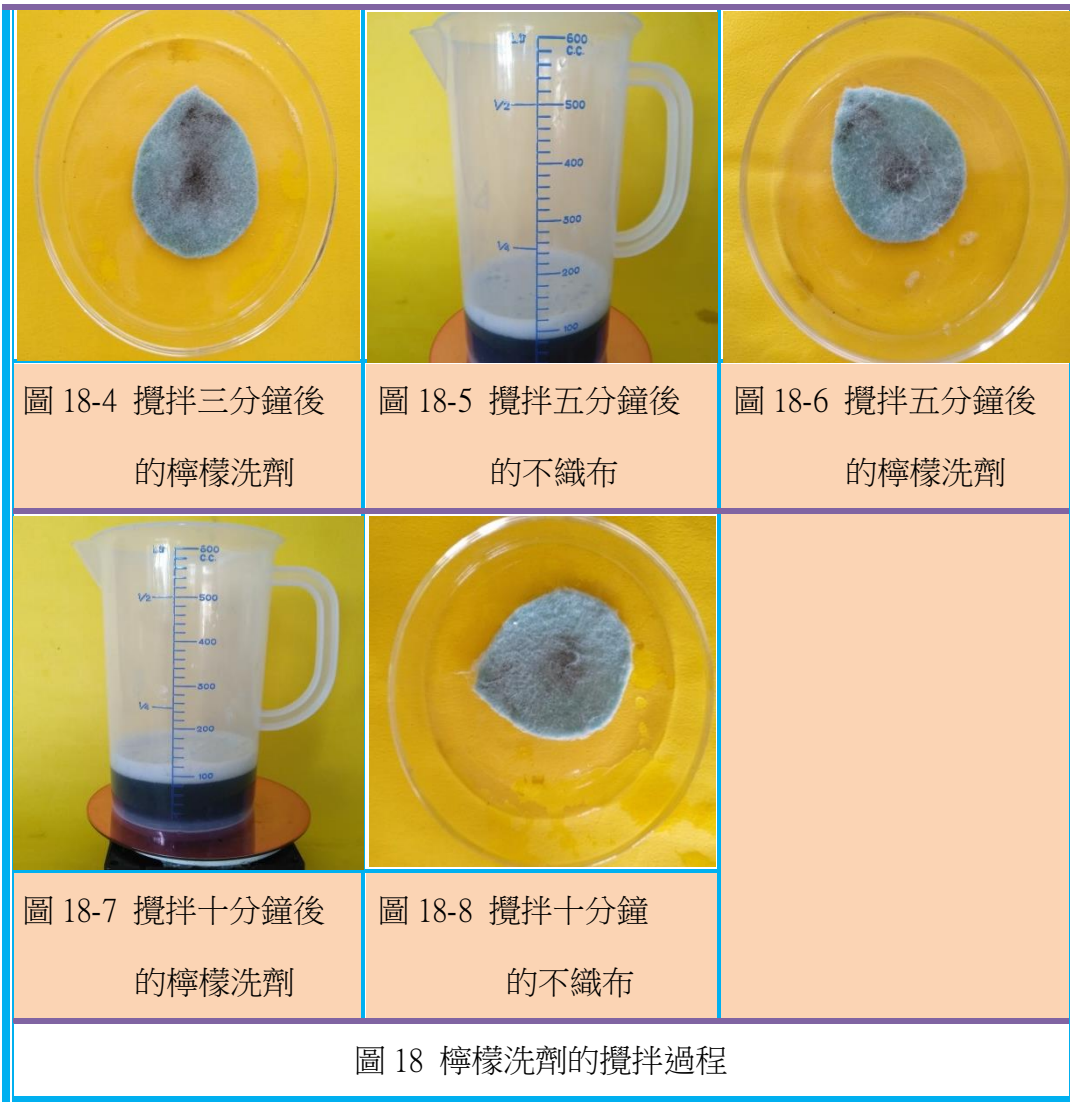 Ltr 600
C.C.
1/2 500
400
300
1/4
200
100
圖 18-4 攪拌三分鐘後
的檸檬洗劑
圖 18-5 攪拌五分鐘後
的不織布
圖 18-6 攪拌五分鐘後
的檸檬洗劑
Ltr 600
C.C.
1/2 500
400
300
1/4
200
100
圖 18-7 攪拌十分鐘後
的檸檬洗劑
圖 18-8 攪拌十分鐘
的不織布
圖 18 檸檬洗劑的攪拌過程